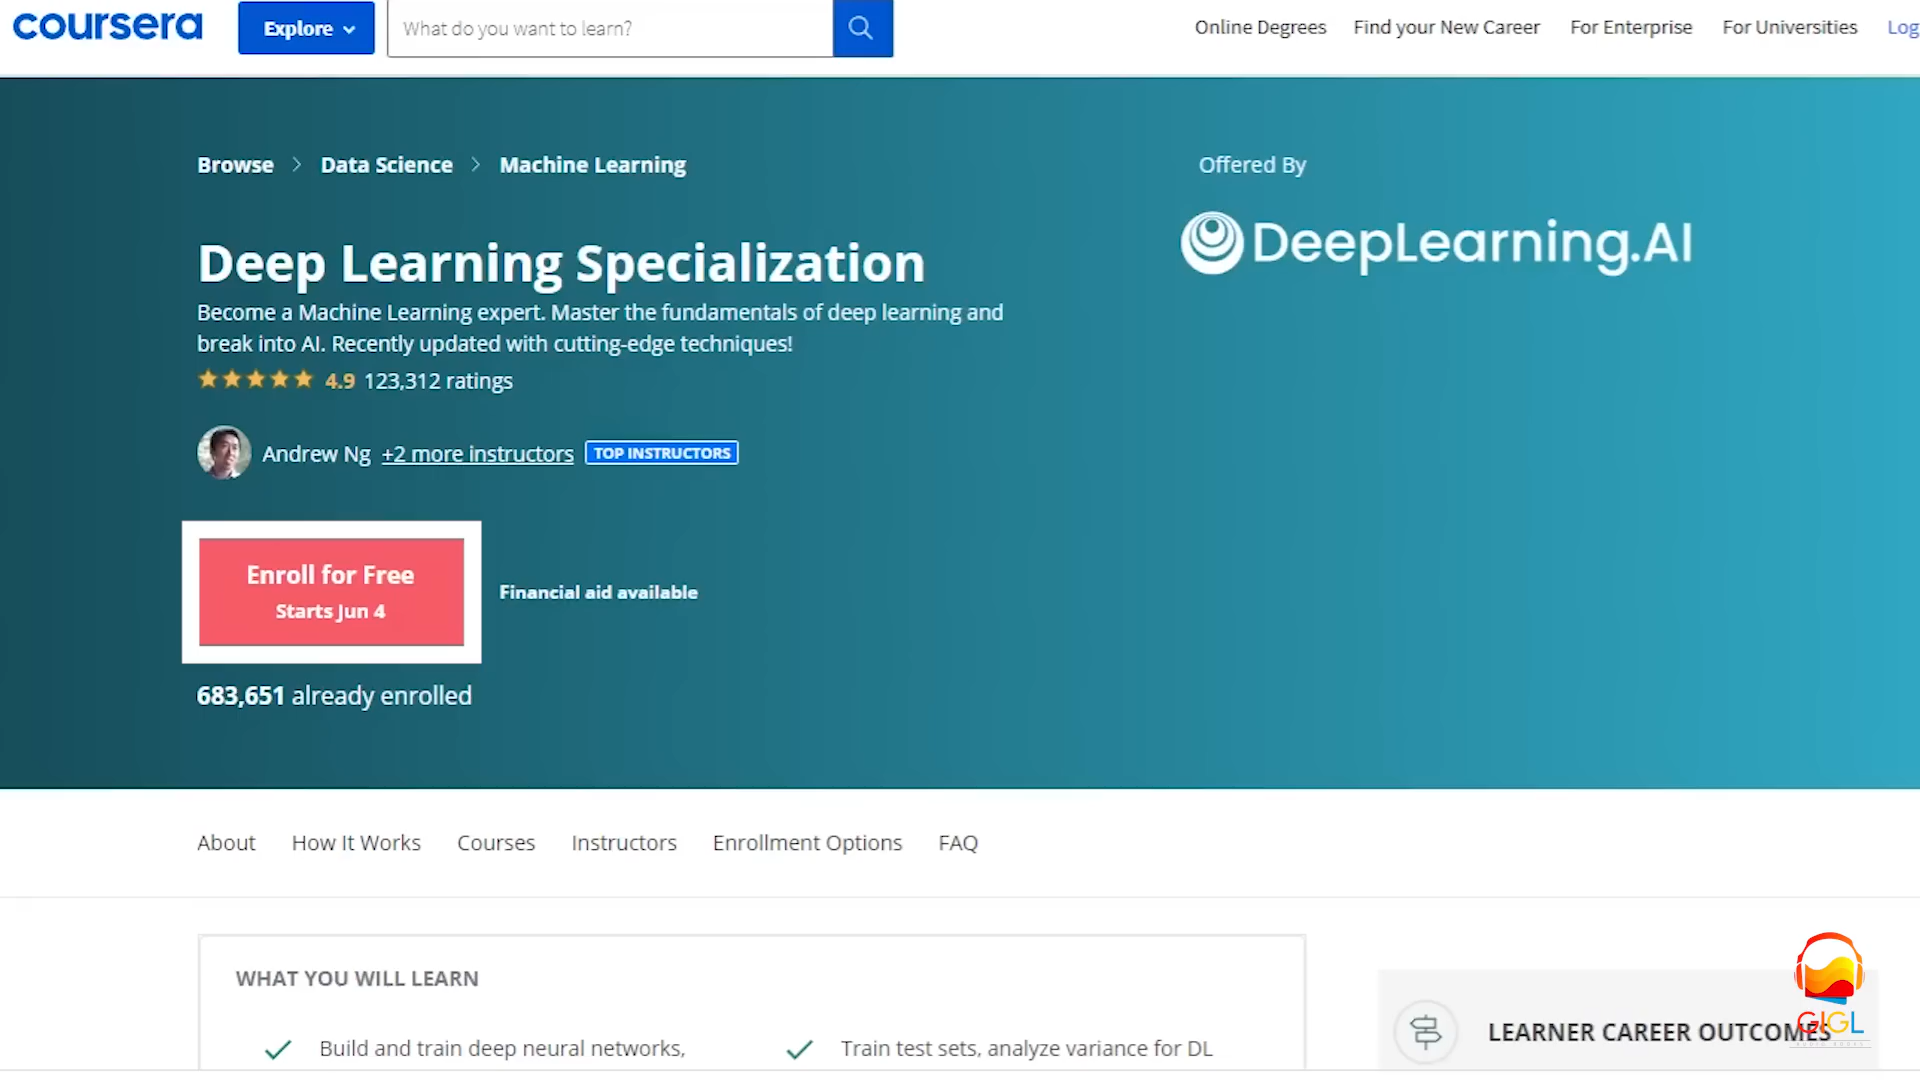 coursera
Explore
What do you want to learn?
Online Degrees
Find your New Career
For Enterprise
For Universities
Log
Browse
Data Science
Machine Learning
Offered By
DeepLearning.AI
Deep Learning Specialization
Become a Machine Learning expert. Master the fundamentals of deep learning and
break into AI. Recently updated with cutting-edge techniques!
4.9 123,312 ratings
Andrew Ng +2 more instructors
TOP INSTRUCTORS
Enroll for Free
Starts Jun 4
Financial aid available
683,651 already enrolled
About
How It Works
Courses
Instructors
Enrollment Options
FAQ
WHAT YOU WILL LEARN
Build and train deep neural networks,
Train test sets, analyze variance for DL
LEARNER CAREER OUTCOMES
GIGL